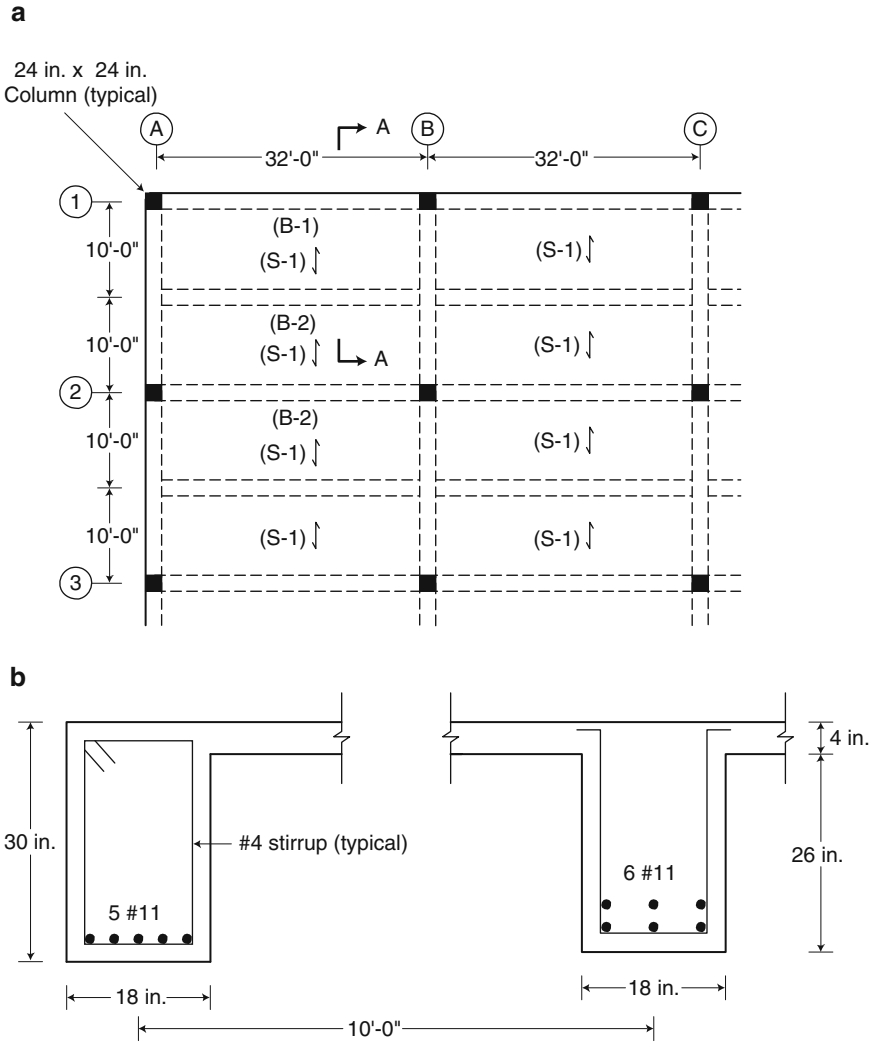 a
24 in. x 24 in.
Column (typical)
A
A
B
C
32'-0"
32'-0"
1
(B-1)
10'-0"
(S-1)
(S-1)
(B-2)
10'-0"
(S-1)
A
(S-1)
2
(B-2)
10'-0"
(S-1)
(S-1)
10'-0"
(S-1)
(S-1)
3
b
4 in.
30 in.
#4 stirrup (typical)
26 in.
6 #11
5 #11
18 in.
18 in.
10'-0"